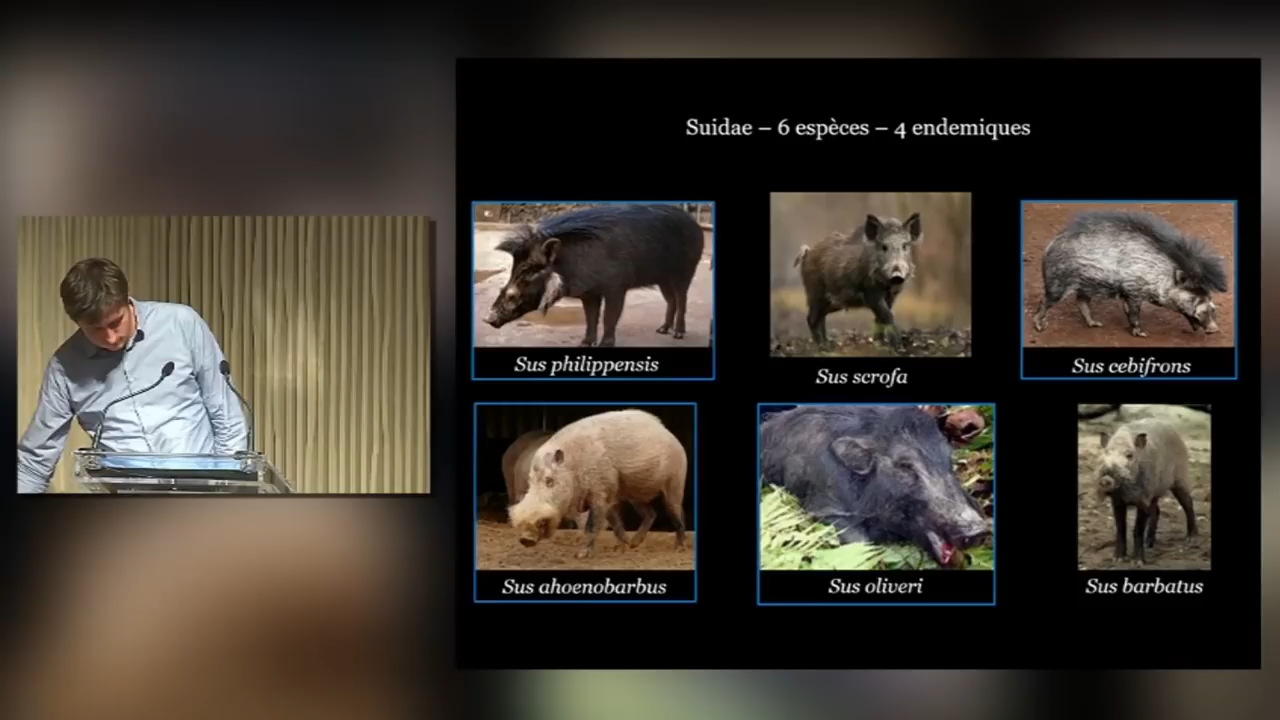 Suidae – 6 espèces – 4 endemiques
Sus philippensis
Sus scrofa
Sus cebifrons
Sus ahoenobarbus
Sus oliveri
Sus barbatus